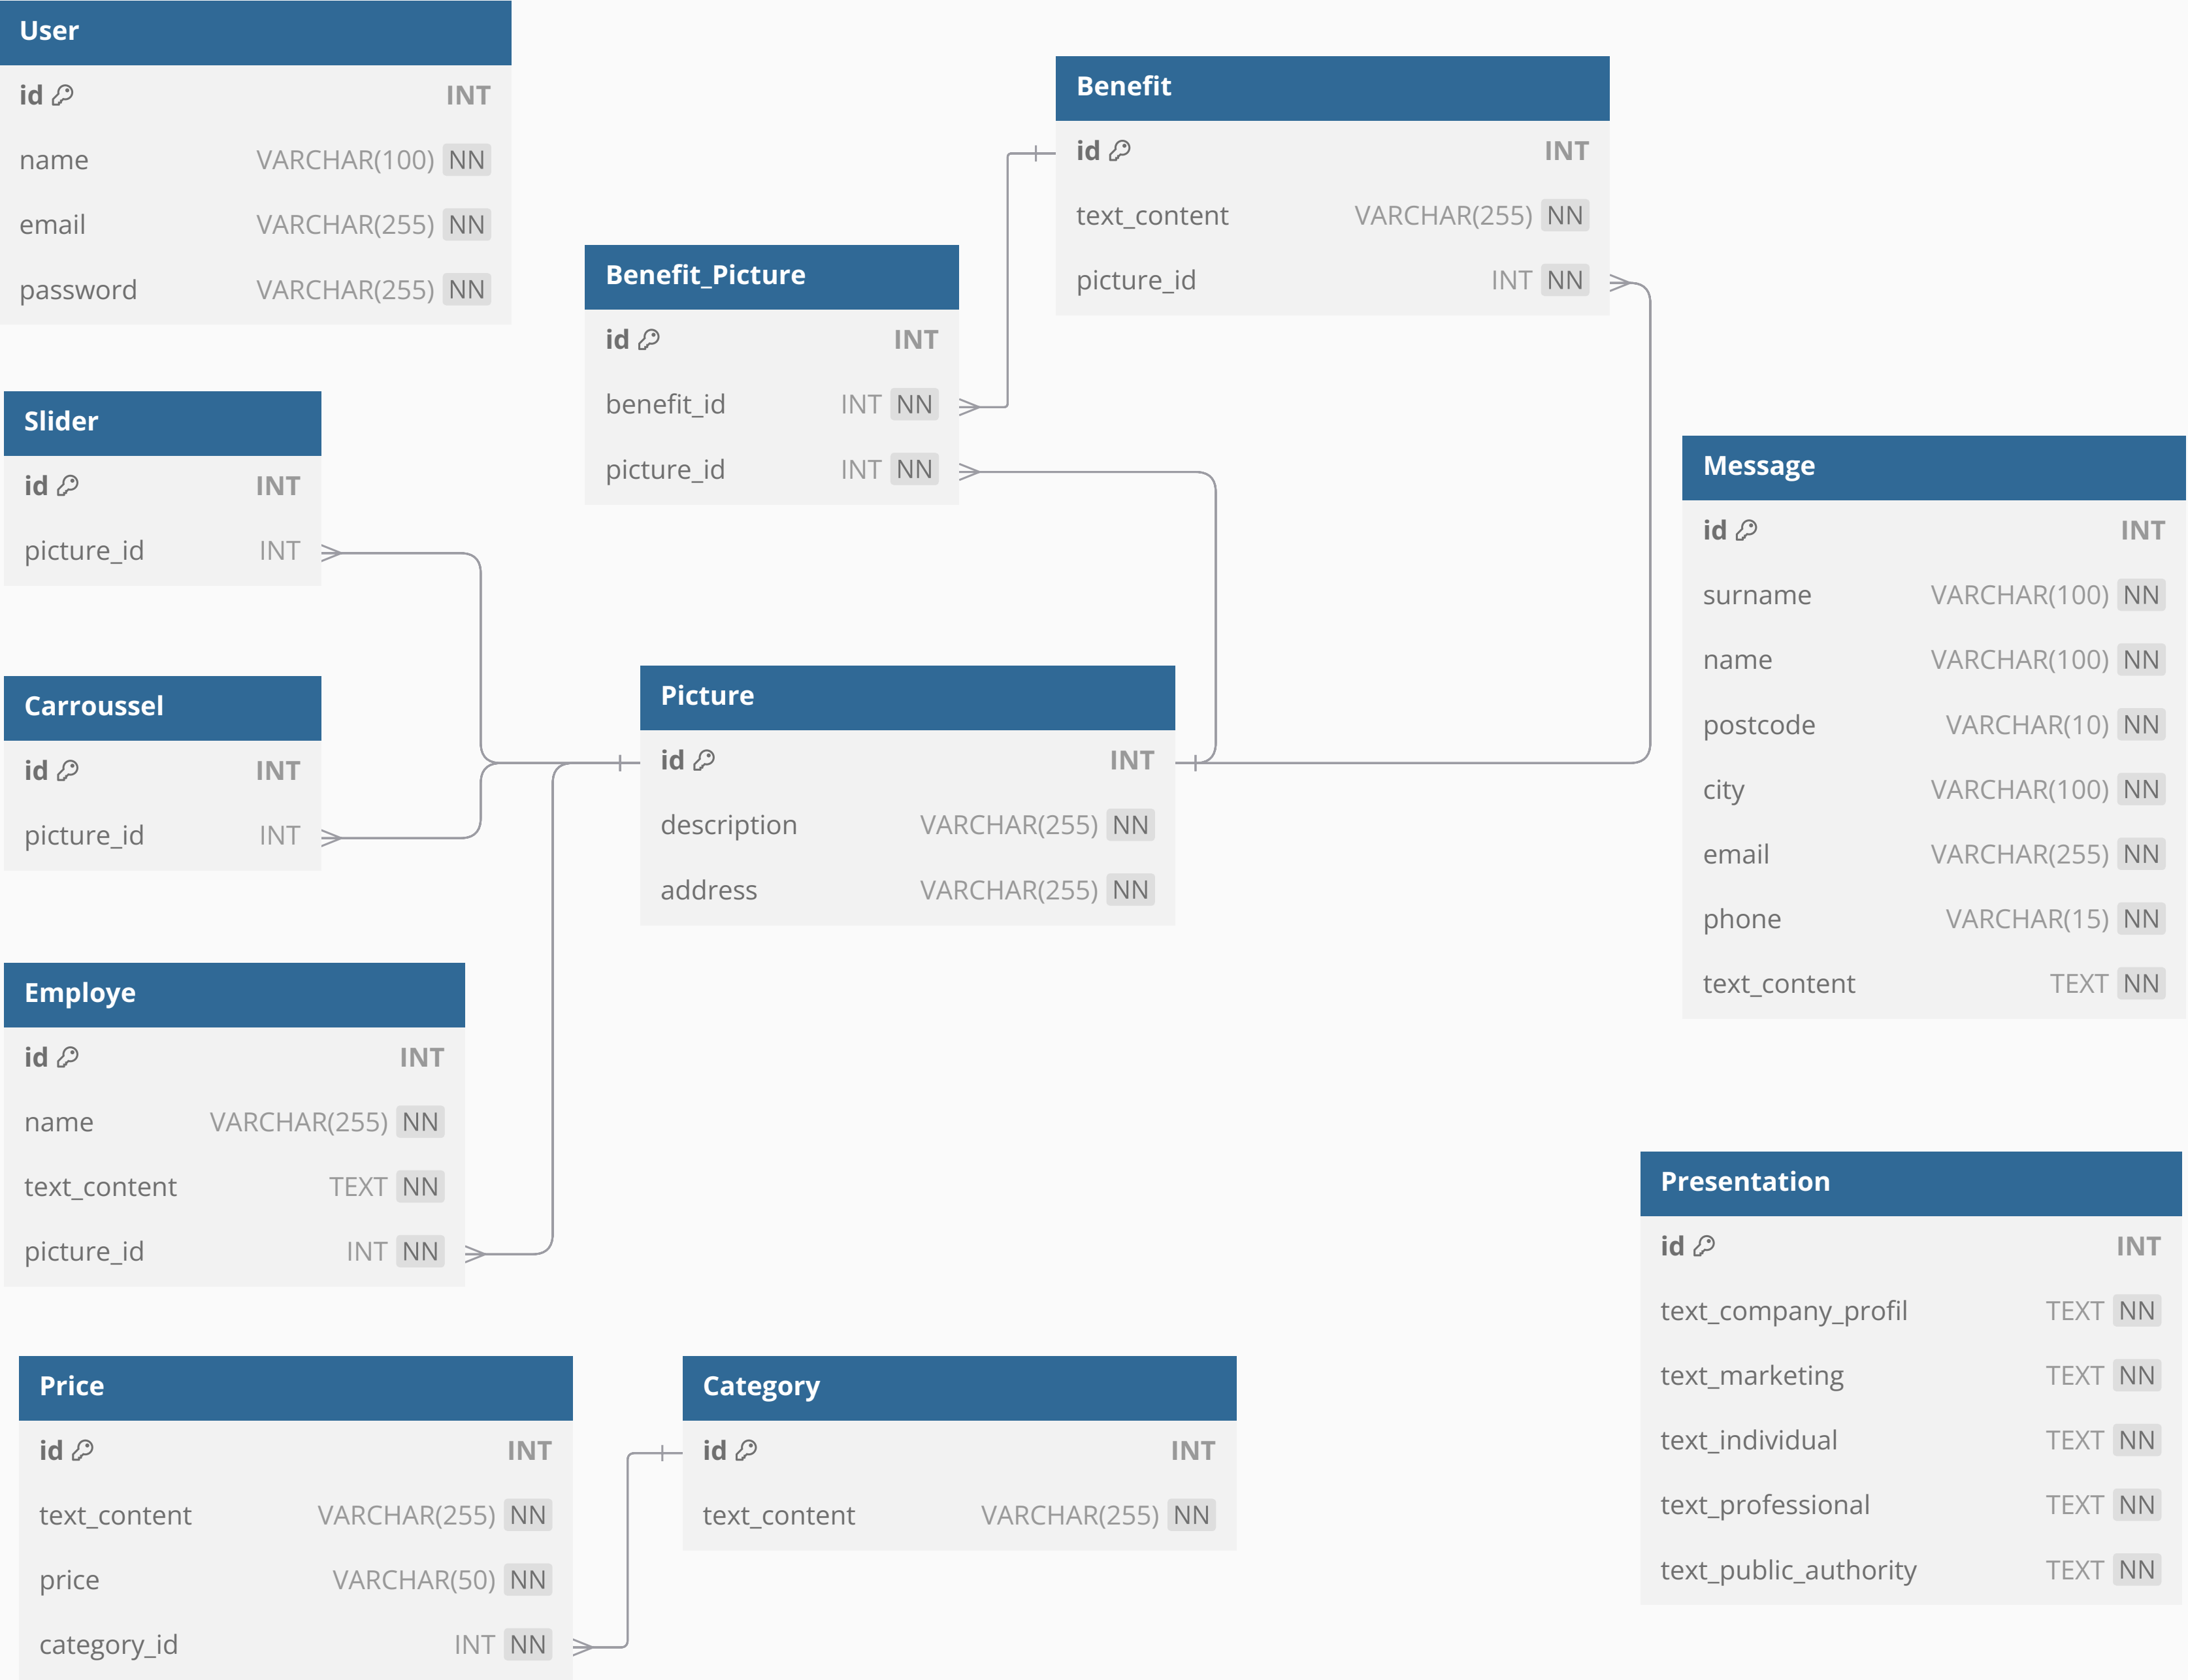 User
id INT
name VARCHAR(100) NN
email VARCHAR(255) NN
password VARCHAR(255) NN
Benefit
id INT
text_content VARCHAR(255) NN
picture_id INT NN
Benefit_Picture
id INT
benefit_id INT NN
picture_id INT NN
Slider
id INT
picture_id INT
Message
id INT
surname VARCHAR(100) NN
name VARCHAR(100) NN
postcode VARCHAR(10) NN
city VARCHAR(100) NN
email VARCHAR(255) NN
phone VARCHAR(15) NN
text_content TEXT NN
Carroussel
id INT
picture_id INT
Picture
id INT
description VARCHAR(255) NN
address VARCHAR(255) NN
Employe
id INT
name VARCHAR(255) NN
text_content TEXT NN
picture_id INT NN
Presentation
id INT
text_company_profil TEXT NN
text_marketing TEXT NN
text_individual TEXT NN
text_professional TEXT NN
text_public_authority TEXT NN
Price
id INT
text_content VARCHAR(255) NN
price VARCHAR(50) NN
category_id INT NN
Category
id INT
text_content VARCHAR(255) NN